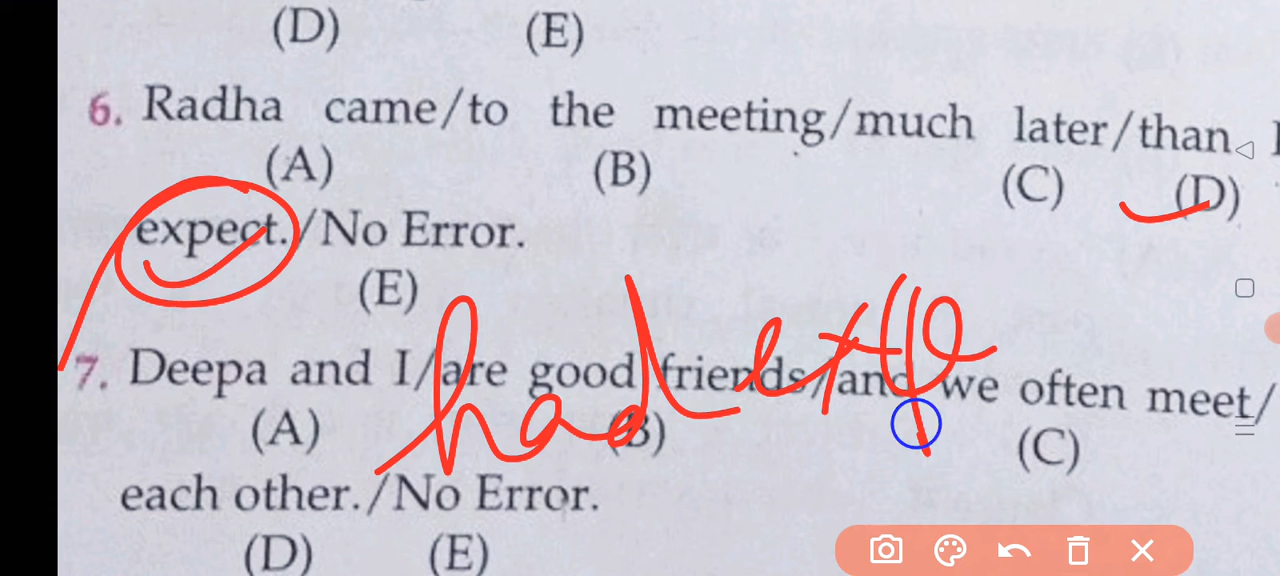 (D) (E)
6. Radha came/to the meeting/much later/than
(A) (B) (C) (D)
expect./No Error.
(E)
had
7. Deepa and I/are good friends/and we often meet/
(A) (B) (C)
each other./No Error.
(D) (E)